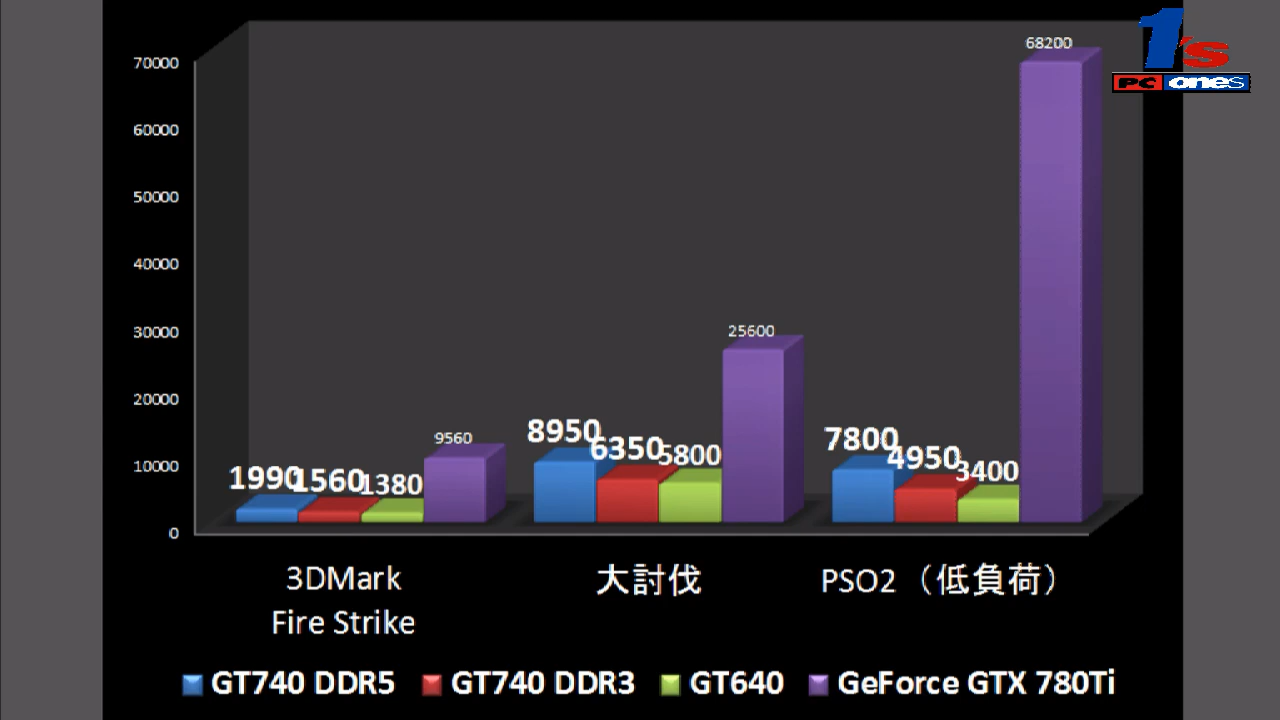 1's
PC ones
70000
60000
50000
40000
30000
20000
10000
0
1990
1560
1380
9560
8950
6350
5800
25600
7800
4950
3400
68200
3DMark
Fire Strike
大討伐
PSO2（低負荷）
GT740 DDR5 GT740 DDR3 GT640 GeForce GTX 780Ti